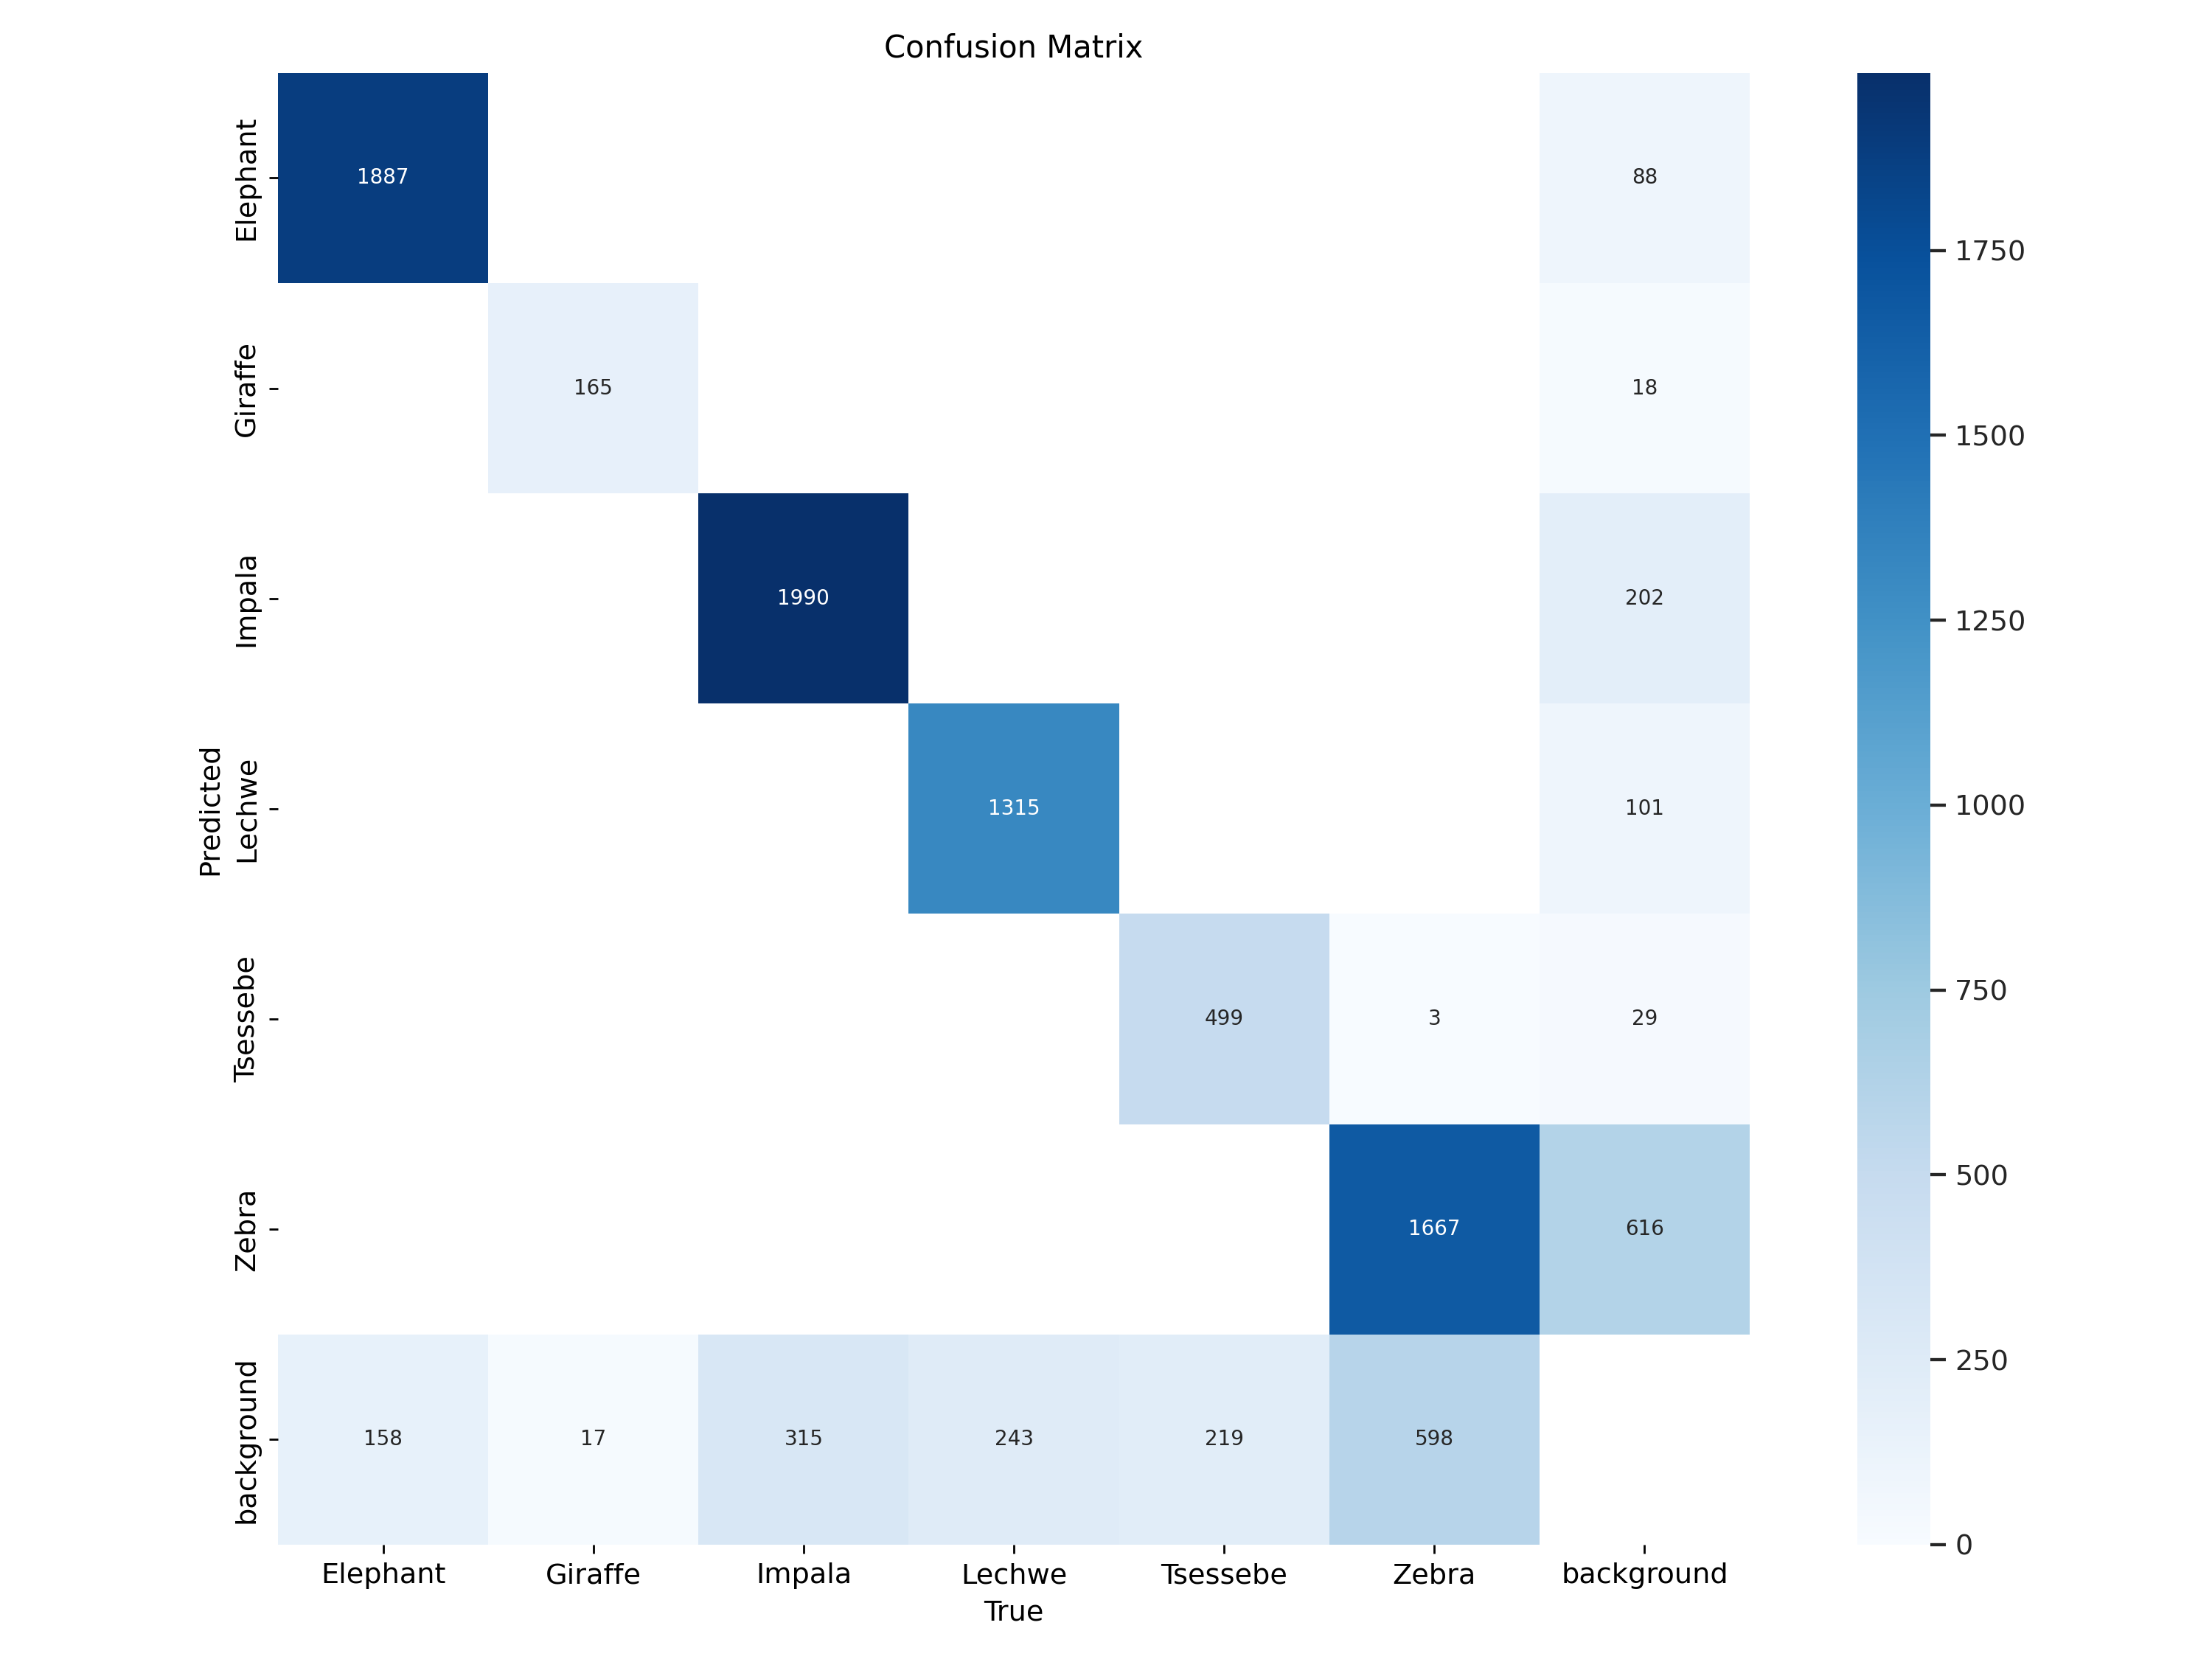 Confusion Matrix
Elephant 1887 88
Giraffe 165 18
Impala 1990 202
Predicted
Lechwe 1315 101
Tsessebe 499 3 29
Zebra 1667 616
background 158 17 315 243 219 598
Elephant Giraffe Impala Lechwe Tsessebe Zebra background
True
1750
1500
1250
1000
750
500
250
0